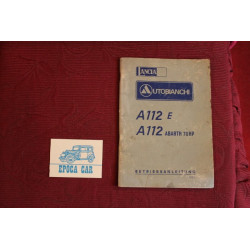 LANCIA
AUTOBIANCHI
A112 E
A112 ABARTH 70HP
BETRIEBSANLEITUNG
EPOCA CAR